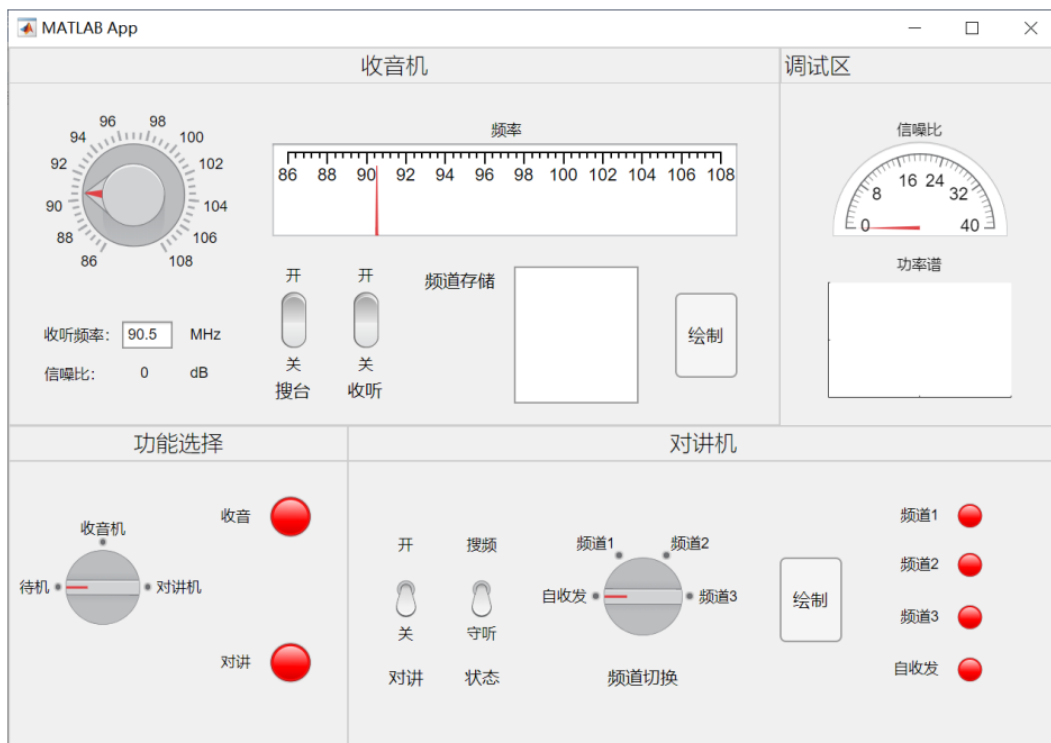 MATLAB App
收音机
调试区
96 98
94 100
92 102
90 104
88 106
86 108
频率
86 88 90 92 94 96 98 100 102 104 106 108
信噪比
0 8 16 24 32 40
功率谱
开 开
关 关
搜台 收听
频道存储
绘制
收听频率： 90.5 MHz
信噪比： 0 dB
功能选择
收音机
待机 对讲机
收音
对讲
对讲机
开 搜频
关 守听
对讲 状态
频道1 频道2
自收发 频道3
频道切换
绘制
频道1
频道2
频道3
自收发